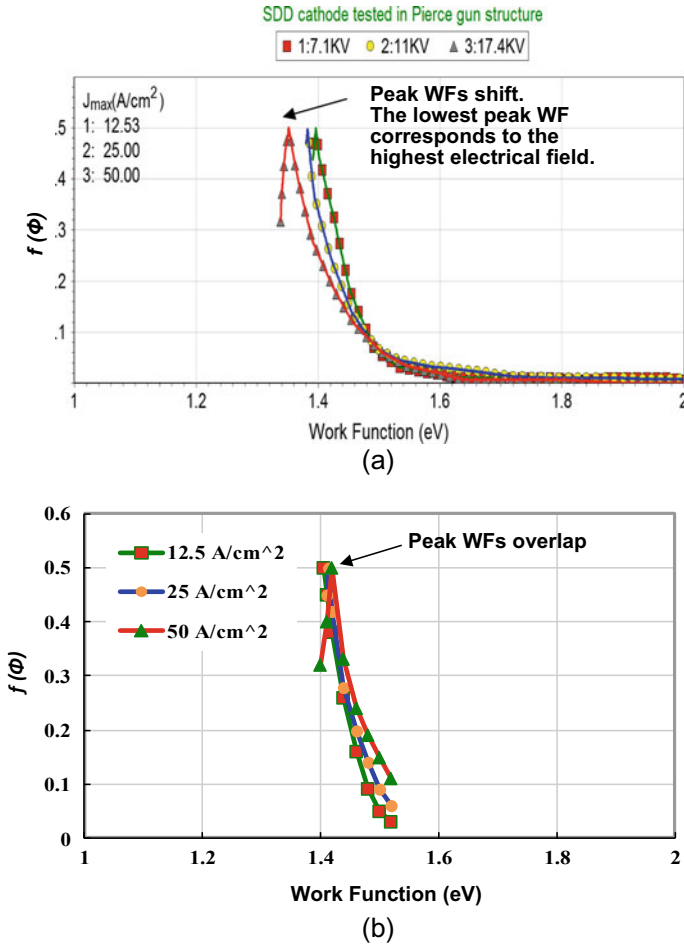 SDD cathode tested in Pierce gun structure
1:7.1KV 2:11KV 3:17.4KV
Jmax(A/cm²)
1: 12.53
2: 25.00
3: 50.00
Peak WFs shift.
The lowest peak WF
corresponds to the
highest electrical field.
.5
.4
.3
.2
.1
f (Φ)
1 1.2 1.4 1.6 1.8 2
Work Function (eV)
(a)
0.6
0.5
0.4
0.3
0.2
0.1
0
f (Φ)
12.5 A/cm^2
25 A/cm^2
50 A/cm^2
Peak WFs overlap
1 1.2 1.4 1.6 1.8 2
Work Function (eV)
(b)